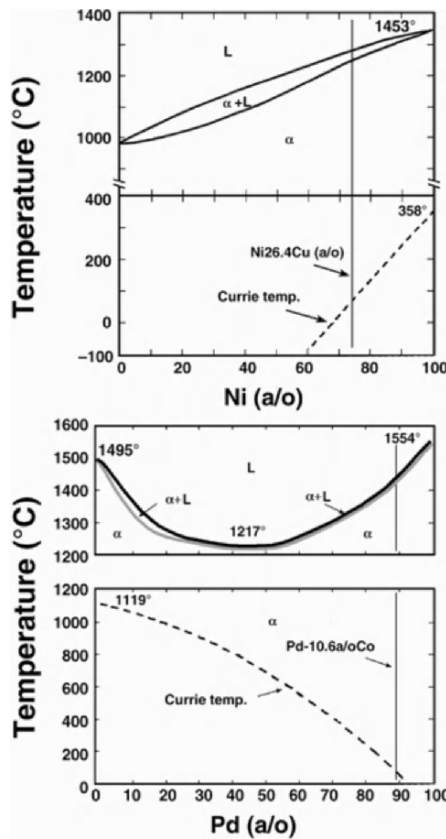 1400
1453°
L
1200
α+L
1000
α
400
358°
Ni26.4Cu (a/o)
200
Currie temp.
0
−100
0 20 40 60 80 100
Ni (a/o)
Temperature (°C)
1600
1554°
1500
1495°
L
1400
α+L
α+L
1300
α
1217°
α
1200
1200
1119°
α
1000
Pd-10.6a/oCo
800
600
Currie temp.
400
200
0
0 10 20 30 40 50 60 70 80 90 100
Pd (a/o)
Temperature (°C)